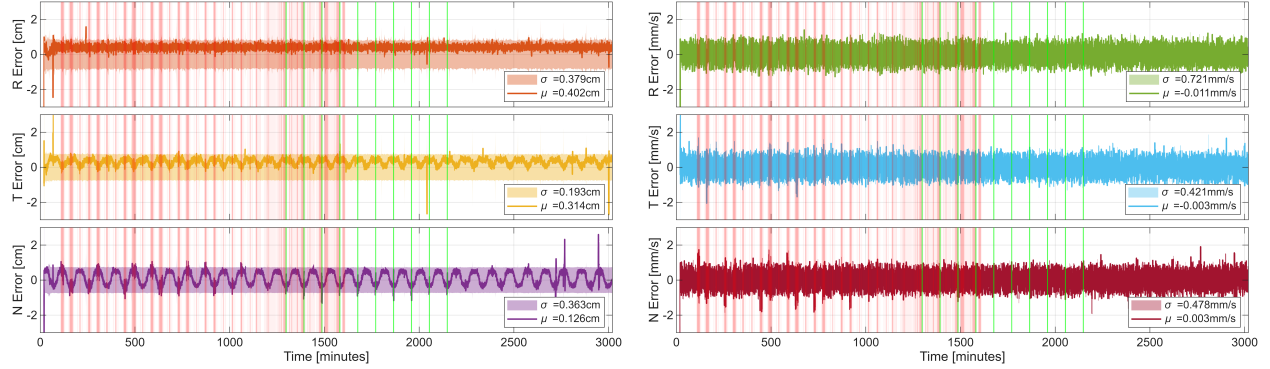 R Error [cm]
2
0
-2
σ =0.379cm
μ =0.402cm
T Error [cm]
2
0
-2
σ =0.193cm
μ =0.314cm
N Error [cm]
2
0
-2
σ =0.363cm
μ =0.126cm
0 500 1000 1500 2000 2500 3000
Time [minutes]
R Error [mm/s]
2
0
-2
σ =0.721mm/s
μ =-0.011mm/s
T Error [mm/s]
2
0
-2
σ =0.421mm/s
μ =-0.003mm/s
N Error [mm/s]
2
0
-2
σ =0.478mm/s
μ =0.003mm/s
0 500 1000 1500 2000 2500 3000
Time [minutes]